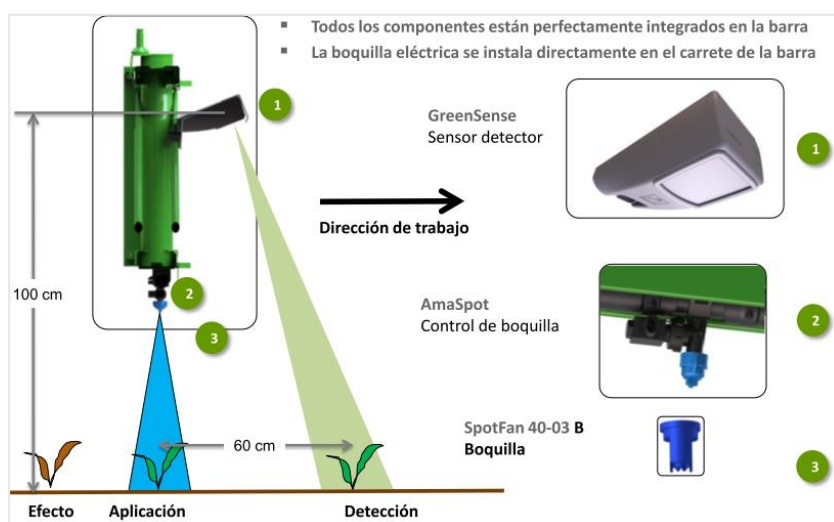 ▪ Todos los componentes están perfectamente integrados en la barra
▪ La boquilla eléctrica se instala directamente en el carrete de la barra
1
GreenSense
Sensor detector
1
Dirección de trabajo
100 cm
2
AmaSpot
Control de boquilla
2
3
60 cm
SpotFan 40-03 B
Boquilla
3
Efecto
Aplicación
Detección